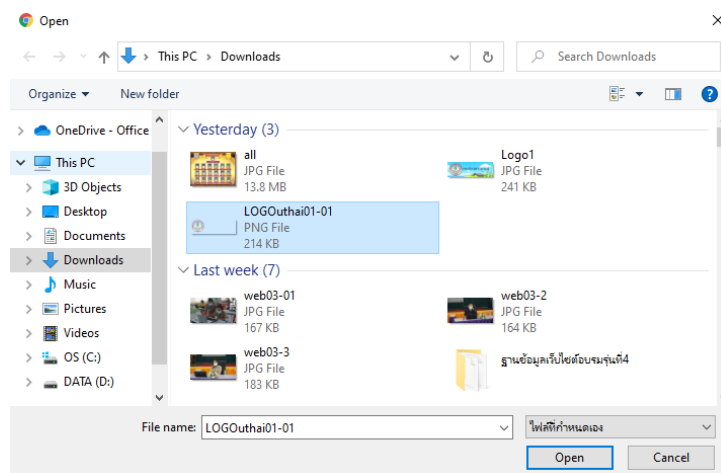 Open
This PC > Downloads
Search Downloads
Organize
New folder
OneDrive - Office
This PC
3D Objects
Desktop
Documents
Downloads
Music
Pictures
Videos
OS (C:)
DATA (D:)
Yesterday (3)
all
JPG File
13.8 MB
Logo1
JPG File
241 KB
LOGOuthai01-01
PNG File
214 KB
Last week (7)
web03-01
JPG File
167 KB
web03-2
JPG File
164 KB
web03-3
JPG File
183 KB
ฐานข้อมูลเว็บไซต์อบรมรุ่นที่4
File name: LOGOuthai01-01
ไฟล์ที่กำหนดเอง
Open
Cancel